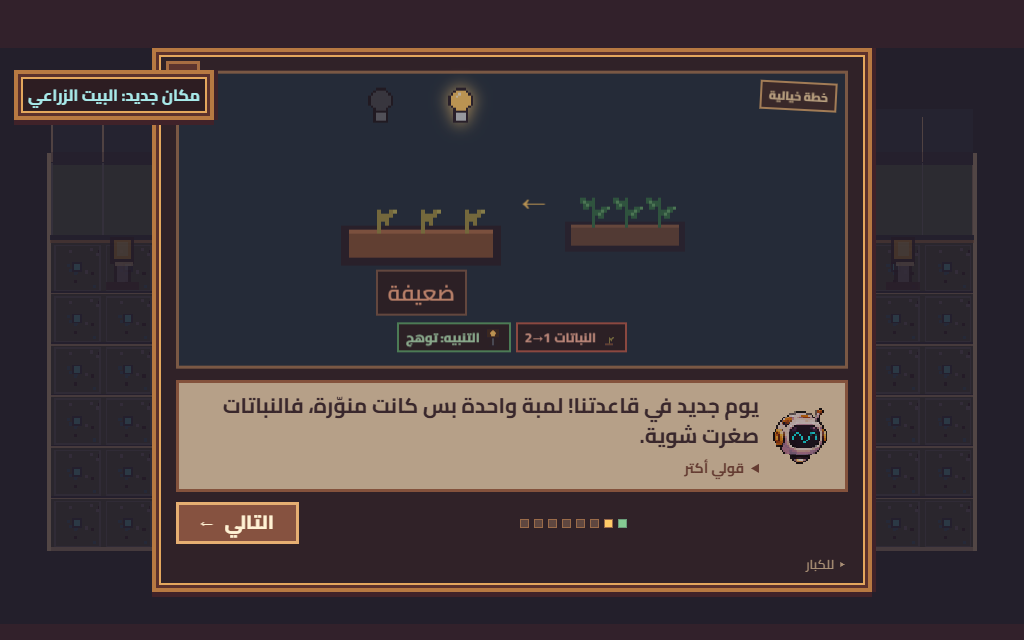 مكان جديد: البيت الزراعي
خطة خيالية
ضعيفة
النباتات 1→2
التنبيه: توهج
يوم جديد في قاعدتنا! لمبة واحدة بس كانت منوّرة، فالنباتات
صغرت شوية.
◂ قولي أكتر
التالي ←
▸ للكبار